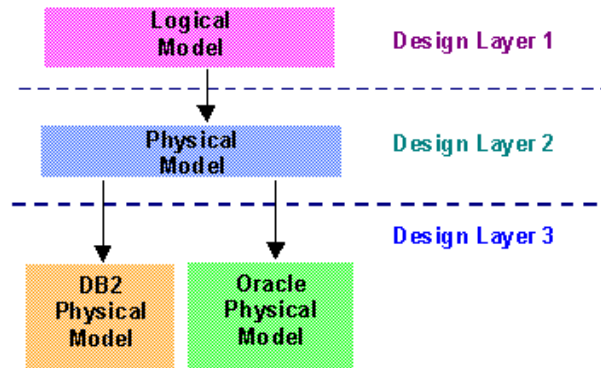 Logical
Model
Design Layer 1
Physical
Model
Design Layer 2
Design Layer 3
DB2
Physical
Model
Oracle
Physical
Model